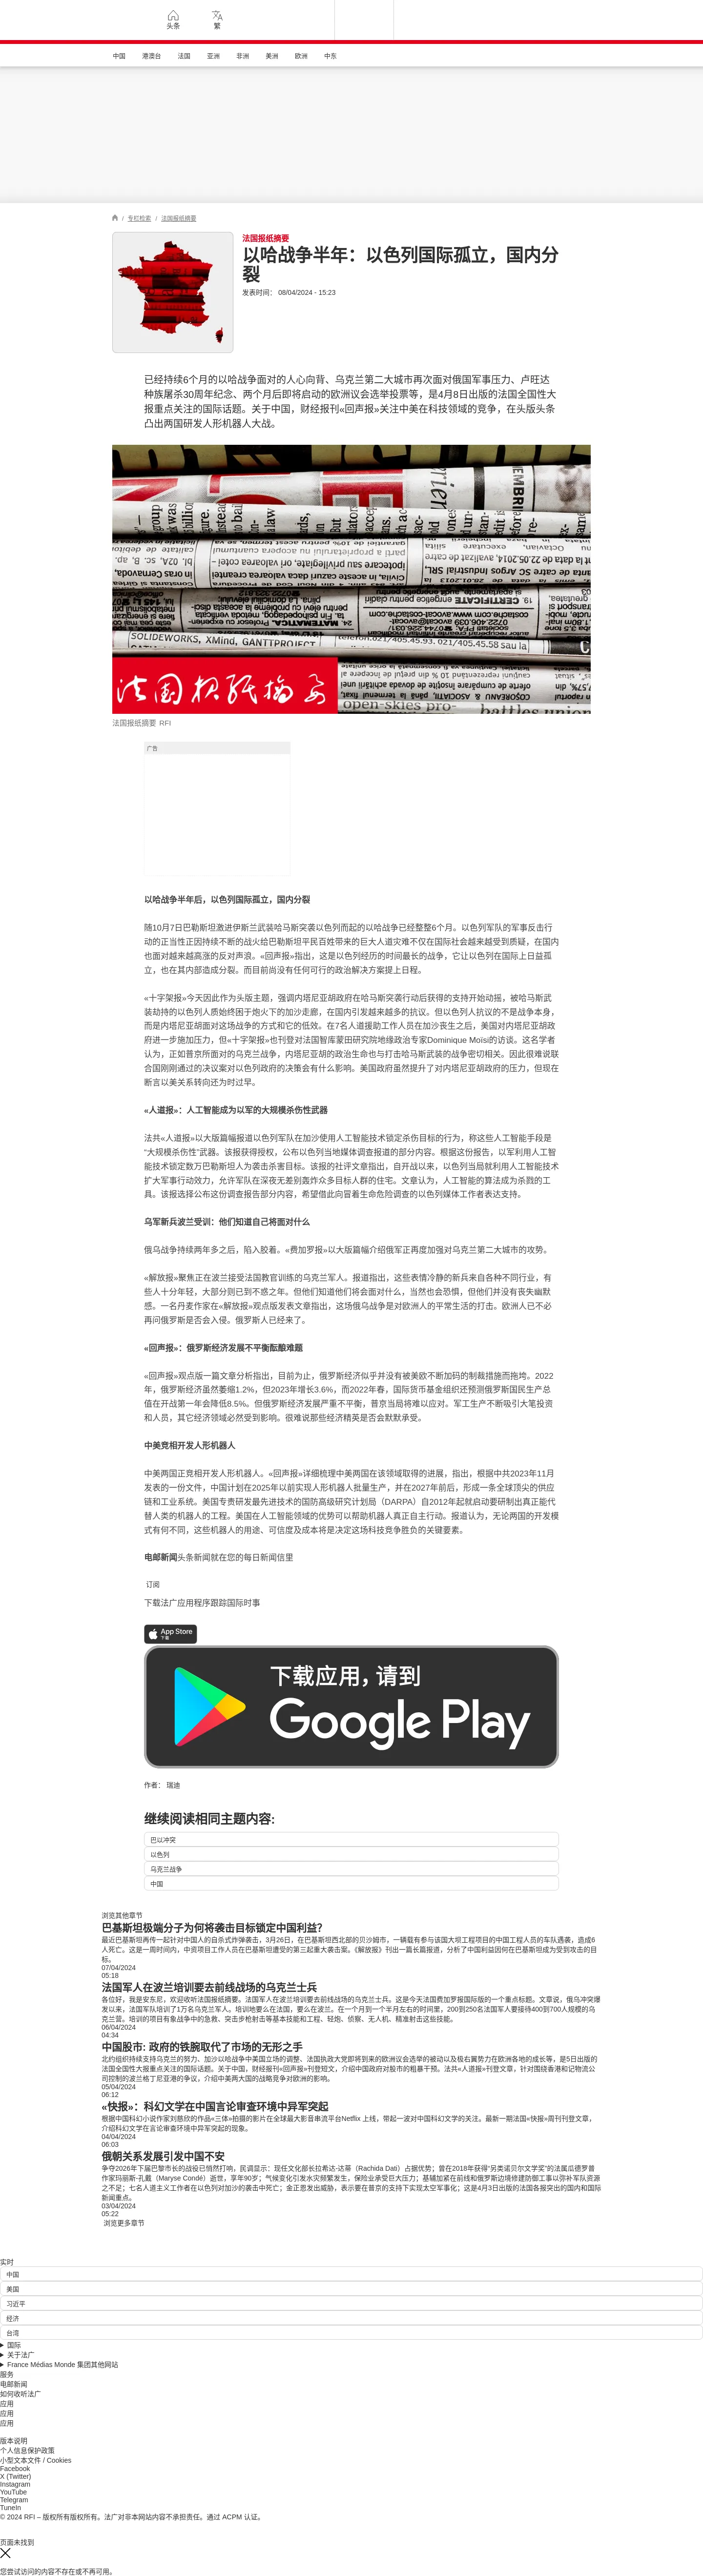 头条
繁
中国
港澳台
法国
亚洲
非洲
美洲
欧洲
中东
/ 专栏检索 / 法国报纸摘要
法国报纸摘要
以哈战争半年：以色列国际孤立，国内分
裂
发表时间： 08/04/2024 - 15:23
已经持续6个月的以哈战争面对的人心向背、乌克兰第二大城市再次面对俄国军事压力、卢旺达
种族屠杀30周年纪念、两个月后即将启动的欧洲议会选举投票等，是4月8日出版的法国全国性大
报重点关注的国际话题。关于中国，财经报刊«回声报»关注中美在科技领域的竞争，在头版头条
凸出两国研发人形机器人大战。
法国报纸摘要
法国报纸摘要 RFI
广告
以哈战争半年后，以色列国际孤立，国内分裂
随10月7日巴勒斯坦激进伊斯兰武装哈马斯突袭以色列而起的以哈战争已经整整6个月。以色列军队的军事反击行
动的正当性正因持续不断的战火给巴勒斯坦平民百姓带来的巨大人道灾难不仅在国际社会越来越受到质疑，在国内
也面对越来越高涨的反对声浪。«回声报»指出，这是以色列经历的时间最长的战争，它让以色列在国际上日益孤
立，也在其内部造成分裂。而目前尚没有任何可行的政治解决方案提上日程。
«十字架报»今天因此作为头版主题，强调内塔尼亚胡政府在哈马斯突袭行动后获得的支持开始动摇，被哈马斯武
装劫持的以色列人质始终困于炮火下的加沙走廊，在国内引发越来越多的抗议。但以色列人抗议的不是战争本身，
而是内塔尼亚胡面对这场战争的方式和它的低效。在7名人道援助工作人员在加沙丧生之后，美国对内塔尼亚胡政
府进一步施加压力，但«十字架报»也刊登对法国智库蒙田研究院地缘政治专家Dominique Moïsi的访谈。这名学者
认为，正如普京所面对的乌克兰战争，内塔尼亚胡的政治生命也与打击哈马斯武装的战争密切相关。因此很难说联
合国刚刚通过的决议案对以色列政府的决策会有什么影响。美国政府虽然提升了对内塔尼亚胡政府的压力，但现在
断言以美关系转向还为时过早。
«人道报»：人工智能成为以军的大规模杀伤性武器
法共«人道报»以大版篇幅报道以色列军队在加沙使用人工智能技术锁定杀伤目标的行为，称这些人工智能手段是
“大规模杀伤性”武器。该报获得授权，公布以色列当地媒体调查报道的部分内容。根据这份报告，以军利用人工智
能技术锁定数万巴勒斯坦人为袭击杀害目标。该报的社评文章指出，自开战以来，以色列当局就利用人工智能技术
扩大军事行动效力，允许军队在深夜无差别轰炸众多目标人群的住宅。文章认为，人工智能的算法成为杀戮的工
具。该报选择公布这份调查报告部分内容，希望借此向冒着生命危险调查的以色列媒体工作者表达支持。
乌军新兵波兰受训：他们知道自己将面对什么
俄乌战争持续两年多之后，陷入胶着。«费加罗报»以大版篇幅介绍俄军正再度加强对乌克兰第二大城市的攻势。
«解放报»聚焦正在波兰接受法国教官训练的乌克兰军人。报道指出，这些表情冷静的新兵来自各种不同行业，有
些人十分年轻，大部分则已到不惑之年。但他们知道他们将会面对什么，当然也会恐惧，但他们并没有丧失幽默
感。一名丹麦作家在«解放报»观点版发表文章指出，这场俄乌战争是对欧洲人的平常生活的打击。欧洲人已不必
再问俄罗斯是否会入侵。俄罗斯人已经来了。
«回声报»：俄罗斯经济发展不平衡酝酿难题
«回声报»观点版一篇文章分析指出，目前为止，俄罗斯经济似乎并没有被美欧不断加码的制裁措施而拖垮。2022
年，俄罗斯经济虽然萎缩1.2%，但2023年增长3.6%，而2022年春，国际货币基金组织还预测俄罗斯国民生产总
值在开战第一年会降低8.5%。但俄罗斯经济发展严重不平衡，普京当局将难以应对。军工生产不断吸引大笔投资
和人员，其它经济领域必然受到影响。很难说那些经济精英是否会默默承受。
中美竞相开发人形机器人
中美两国正竞相开发人形机器人。«回声报»详细梳理中美两国在该领域取得的进展，指出，根据中共2023年11月
发表的一份文件，中国计划在2025年以前实现人形机器人批量生产，并在2027年前后，形成一条全球顶尖的供应
链和工业系统。美国专责研发最先进技术的国防高级研究计划局（DARPA）自2012年起就启动要研制出真正能代
替人类的机器人的工程。美国在人工智能领域的优势可以帮助机器人真正自主行动。报道认为，无论两国的开发模
式有何不同，这些机器人的用途、可信度及成本将是决定这场科技竞争胜负的关键要素。
电邮新闻头条新闻就在您的每日新闻信里
订阅
下载法广应用程序跟踪国际时事
App Store
下载
下载应用，请到
Google Play
作者： 瑞迪
继续阅读相同主题内容:
巴以冲突
以色列
乌克兰战争
中国
浏览其他章节
巴基斯坦极端分子为何将袭击目标锁定中国利益？
最近巴基斯坦再传一起针对中国人的自杀式炸弹袭击，3月26日，在巴基斯坦西北部的贝沙姆市，一辆载有参与该国大坝工程项目的中国工程人员的车队遇袭，造成6
人死亡。这是一周时间内，中资项目工作人员在巴基斯坦遭受的第三起重大袭击案。《解放报》刊出一篇长篇报道，分析了中国利益因何在巴基斯坦成为受到攻击的目
标。
07/04/2024
05:18
法国军人在波兰培训要去前线战场的乌克兰士兵
各位好，我是安东尼，欢迎收听法国报纸摘要。法国军人在波兰培训要去前线战场的乌克兰士兵。这是今天法国费加罗报国际版的一个重点标题。文章说，俄乌冲突爆
发以来，法国军队培训了1万名乌克兰军人。培训地要么在法国，要么在波兰。在一个月到一个半月左右的时间里，200到250名法国军人要接待400到700人规模的乌
克兰营。培训的项目有象战争中的急救、突击步枪射击等基本技能和工程、轻炮、侦察、无人机、精准射击这些技能。
06/04/2024
04:34
中国股市: 政府的铁腕取代了市场的无形之手
北约组织持续支持乌克兰的努力、加沙以哈战争中美国立场的调整、法国执政大党即将到来的欧洲议会选举的被动以及极右翼势力在欧洲各地的成长等，是5日出版的
法国全国性大报重点关注的国际话题。关于中国，财经报刊«回声报»刊登短文，介绍中国政府对股市的粗暴干预。法共«人道报»刊登文章，针对围绕香港和记物流公
司控制的波兰格丁尼亚港的争议，介绍中美两大国的战略竞争对欧洲的影响。
05/04/2024
06:12
«快报»：科幻文学在中国言论审查环境中异军突起
根据中国科幻小说作家刘慈欣的作品«三体»拍摄的影片在全球最大影音串流平台Netflix 上线，带起一波对中国科幻文学的关注。最新一期法国«快报»周刊刊登文章，
介绍科幻文学在言论审查环境中异军突起的现象。
04/04/2024
06:03
俄朝关系发展引发中国不安
争夺2026年下届巴黎市长的战役已悄然打响，民调显示：现任文化部长拉希达-达蒂（Rachida Dati）占据优势；曾在2018年获得“另类诺贝尔文学奖”的法属瓜德罗普
作家玛丽斯-孔戴（Maryse Condé）逝世，享年90岁；气候变化引发水灾频繁发生，保险业承受巨大压力；基辅加紧在前线和俄罗斯边境修建防御工事以弥补军队资源
之不足；七名人道主义工作者在以色列对加沙的袭击中死亡；金正恩发出威胁，表示要在普京的支持下实现太空军事化；这是4月3日出版的法国各报突出的国内和国际
新闻重点。
03/04/2024
05:22
浏览更多章节
实时
中国
美国
习近平
经济
台湾
国际
关于法广
France Médias Monde 集团其他网站
服务
电邮新闻
如何收听法广
应用
应用
应用
版本说明
个人信息保护政策
小型文本文件 / Cookies
Facebook
X (Twitter)
Instagram
YouTube
Telegram
TuneIn
© 2024 RFI – 版权所有版权所有。法广对非本网站内容不承担责任。通过 ACPM 认证。
页面未找到
您尝试访问的内容不存在或不再可用。